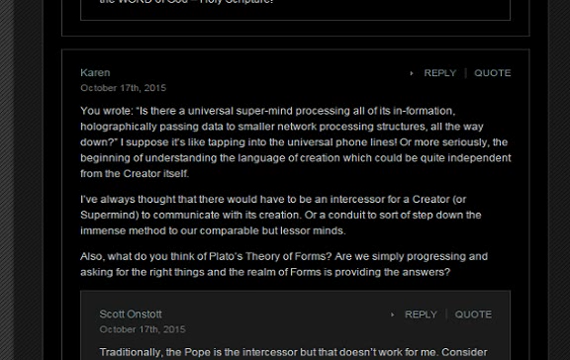 the WORD of God – Holy Scripture?
Karen
REPLY | QUOTE
October 17th, 2015
You wrote: “Is there a universal super-mind processing all of its in-formation,
holographically passing data to smaller network processing structures, all the way
down?” I suppose it’s like tapping into the universal phone lines! Or more seriously, the
beginning of understanding the language of creation which could be quite independent
from the Creator itself.
I’ve always thought that there would have to be an intercessor for a Creator (or
Supermind) to communicate with its creation. Or a conduit to sort of step down the
immense method to our comparable but lessor minds.
Also, what do you think of Plato’s Theory of Forms? Are we simply progressing and
asking for the right things and the realm of Forms is providing the answers?
Scott Onstott
REPLY | QUOTE
October 17th, 2015
Traditionally, the Pope is the intercessor but that doesn’t work for me. Consider